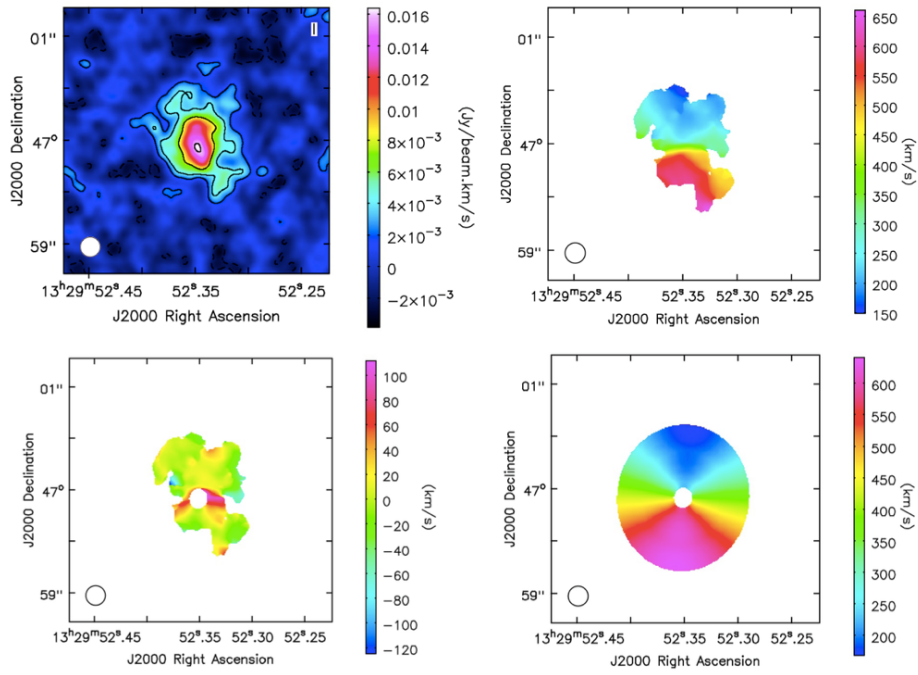 01"
47"
59"
J2000 Declination
13ʰ29ᵐ52ˢ.45
52ˢ.35
52ˢ.25
J2000 Right Ascension
I
0.016
0.014
0.012
0.01
8×10⁻³
6×10⁻³
4×10⁻³
2×10⁻³
0
−2×10⁻³
(Jy/beam.km/s)
01"
47"
59"
J2000 Declination
13ʰ29ᵐ52ˢ.45
52ˢ.35
52ˢ.30
52ˢ.25
J2000 Right Ascension
650
600
550
500
450
400
350
300
250
200
150
(km/s)
01"
47"
59"
J2000 Declination
13ʰ29ᵐ52ˢ.45
52ˢ.35
52ˢ.30
52ˢ.25
J2000 Right Ascension
100
80
60
40
20
0
−20
−40
−60
−80
−100
−120
(km/s)
01"
47"
59"
J2000 Declination
13ʰ29ᵐ52ˢ.45
52ˢ.35
52ˢ.30
52ˢ.25
J2000 Right Ascension
600
550
500
450
400
350
300
250
200
(km/s)